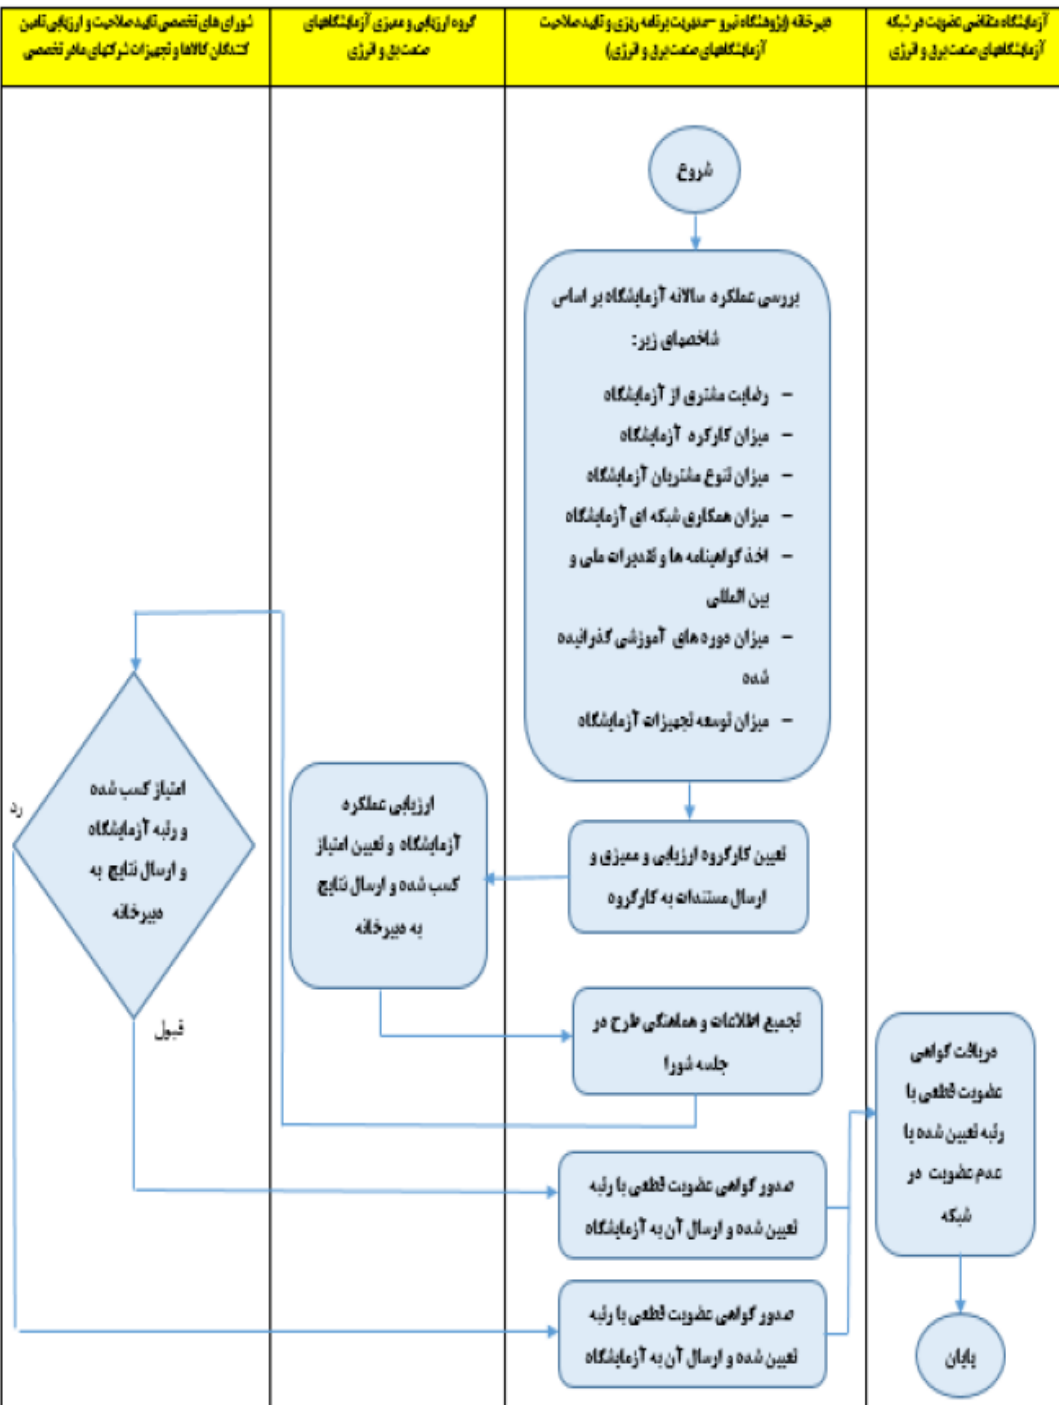 آزمایشگاه متقاضی عضویت در شبکه
آزمایشگاههای صنعت برق و انرژی
دبیرخانه (پژوهشگاه نیرو – مدیریت برنامه ریزی و تایید صلاحیت
آزمایشگاههای صنعت برق و انرژی)
گروه ارزیابی و ممیزی آزمایشگاههای
صنعت برق و انرژی
شورای های تخصصی تایید صلاحیت و ارزیابی تامین
کنندگان کالاها و تجهیزات شرکتهای مادر تخصصی
شروع
بررسی عملکرد سالانه آزمایشگاه بر اساس
شاخصهای زیر:
– رضایت مشتری از آزمایشگاه
– میزان کارکرد آزمایشگاه
– میزان تنوع مشتریان آزمایشگاه
– میزان همکاری شبکه ای آزمایشگاه
– اخذ گواهینامه ها و تقدیرات ملی و
بین المللی
– میزان دوره های آموزشی گذرانیده
شده
– میزان توسعه تجهیزات آزمایشگاه
تعیین کارگروه ارزیابی و ممیزی و
ارسال مستندات به کارگروه
ارزیابی عملکرد
آزمایشگاه و تعیین امتیاز
کسب شده و ارسال نتایج
به دبیرخانه
تجمیع اطلاعات و هماهنگی طرح در
جلسه شورا
امتیاز کسب شده
و رتبه آزمایشگاه
و ارسال نتایج به
دبیرخانه
رد
قبول
صدور گواهی عضویت قطعی با رتبه
تعیین شده و ارسال آن به آزمایشگاه
صدور گواهی عضویت قطعی با رتبه
تعیین شده و ارسال آن به آزمایشگاه
دریافت گواهی
عضویت قطعی با
رتبه تعیین شده یا
عدم عضویت در
شبکه
پایان